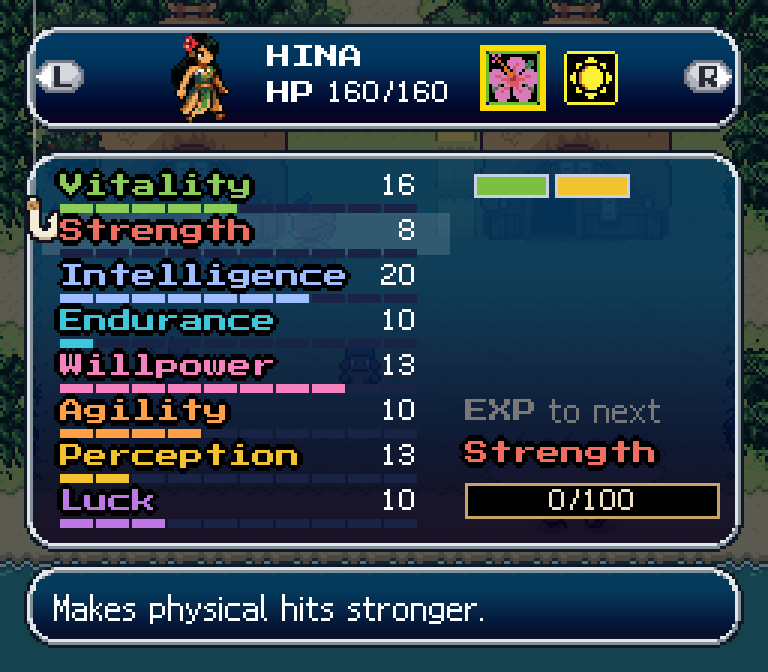 L
HINA
HP 160/160
R
Vitality 16
Strength 8
Intelligence 20
Endurance 10
Willpower 13
Agility 10
Perception 13
Luck 10
EXP to next
Strength
0/100
Makes physical hits stronger.